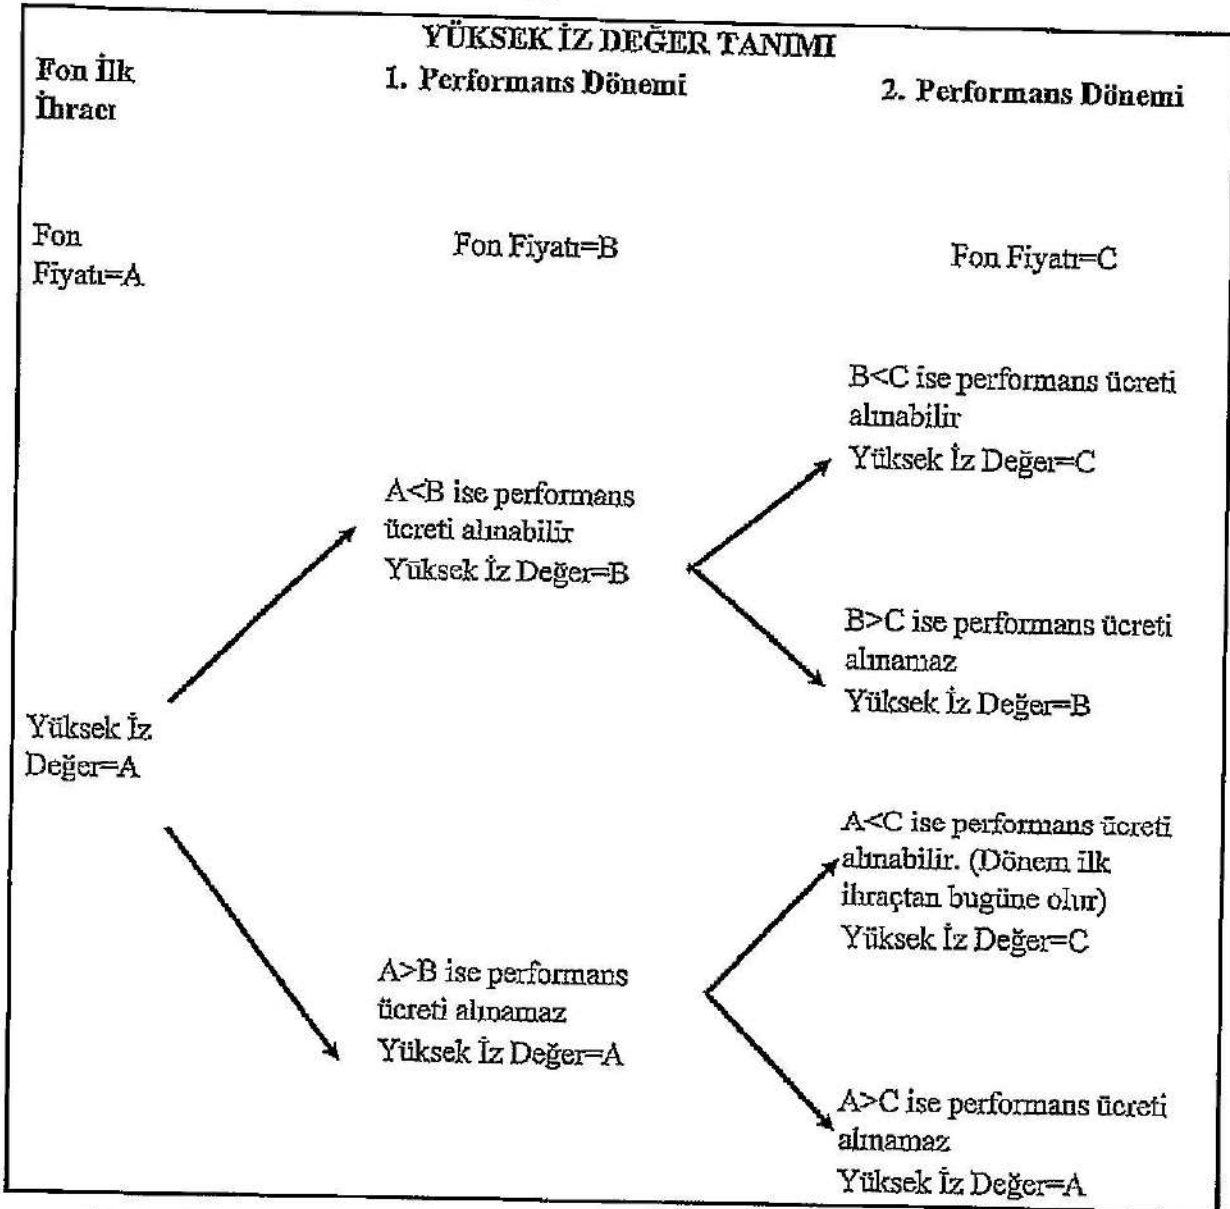 YÜKSEK İZ DEĞER TANIMI
Fon İlk
İhracı
1. Performans Dönemi
2. Performans Dönemi
Fon
Fiyatı=A
Fon Fiyatı=B
Fon Fiyatı=C
B<C ise performans ücreti
alınabilir
Yüksek İz Değer=C
A<B ise performans
ücreti alınabilir
Yüksek İz Değer=B
B>C ise performans ücreti
alınamaz
Yüksek İz Değer=B
Yüksek İz
Değer=A
A<C ise performans ücreti
alınabilir. (Dönem ilk
ihraçtan bugüne olur)
Yüksek İz Değer=C
A>B ise performans
ücreti alınamaz
Yüksek İz Değer=A
A>C ise performans ücreti
alınamaz
Yüksek İz Değer=A